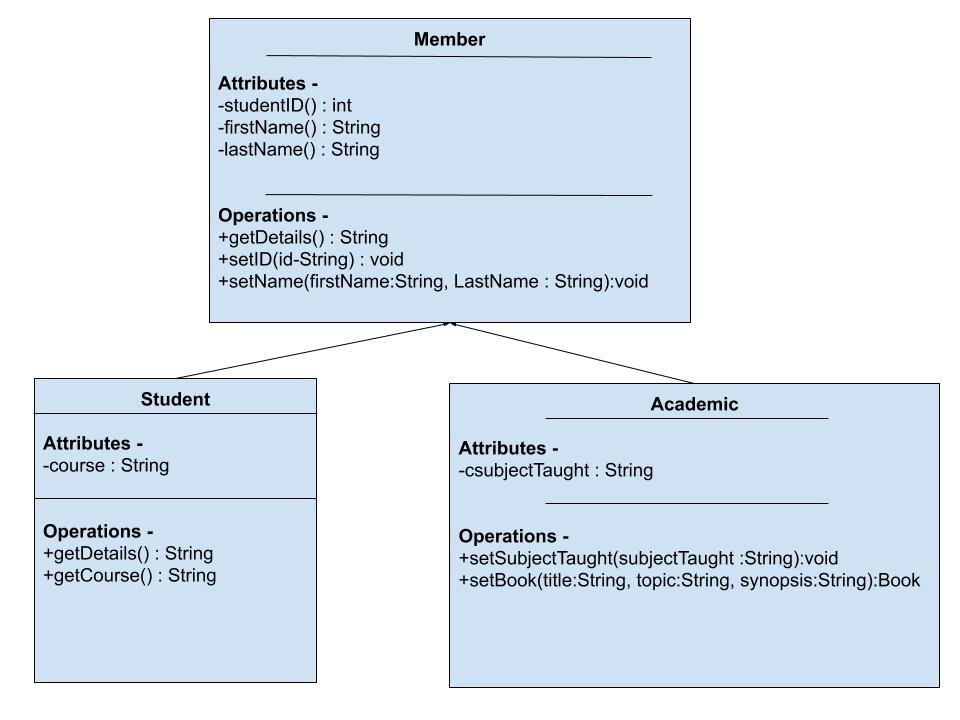 Member
Attributes -
-studentID() : int
-firstName() : String
-lastName() : String
Operations -
+getDetails() : String
+setID(id-String) : void
+setName(firstName:String, LastName : String):void
Student
Attributes -
-course : String
Operations -
+getDetails() : String
+getCourse() : String
Academic
Attributes -
-csubjectTaught : String
Operations -
+setSubjectTaught(subjectTaught :String):void
+setBook(title:String, topic:String, synopsis:String):Book